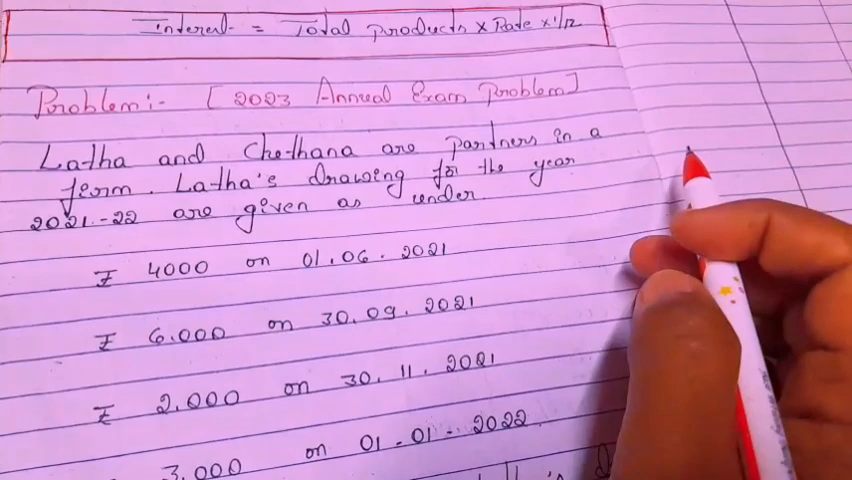 Interest = Total products x Rate x 1/12
Problem:- [2023 Annual Exam Problem]
Latha and Chethana are partners in a
ferm. Latha's drawing for the year
2021-22 are given as under.
₹ 4000 on 01.06.2021
₹ 6.000 on 30.09.2021
₹ 2.000 on 30.11.2021
3.000 on 01-01-2022